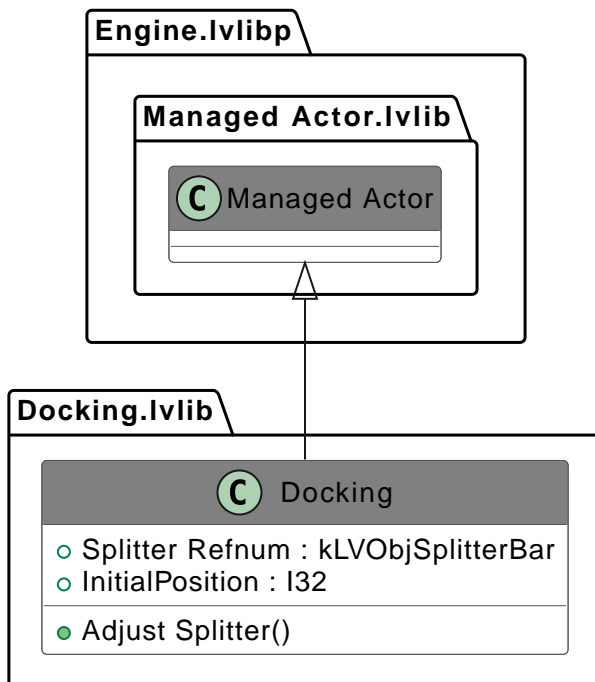 Engine.lvlibp
Managed Actor.lvlib
C Managed Actor
Docking.lvlib
C Docking
Splitter Refnum : kLVObjSplitterBar
InitialPosition : I32
Adjust Splitter()